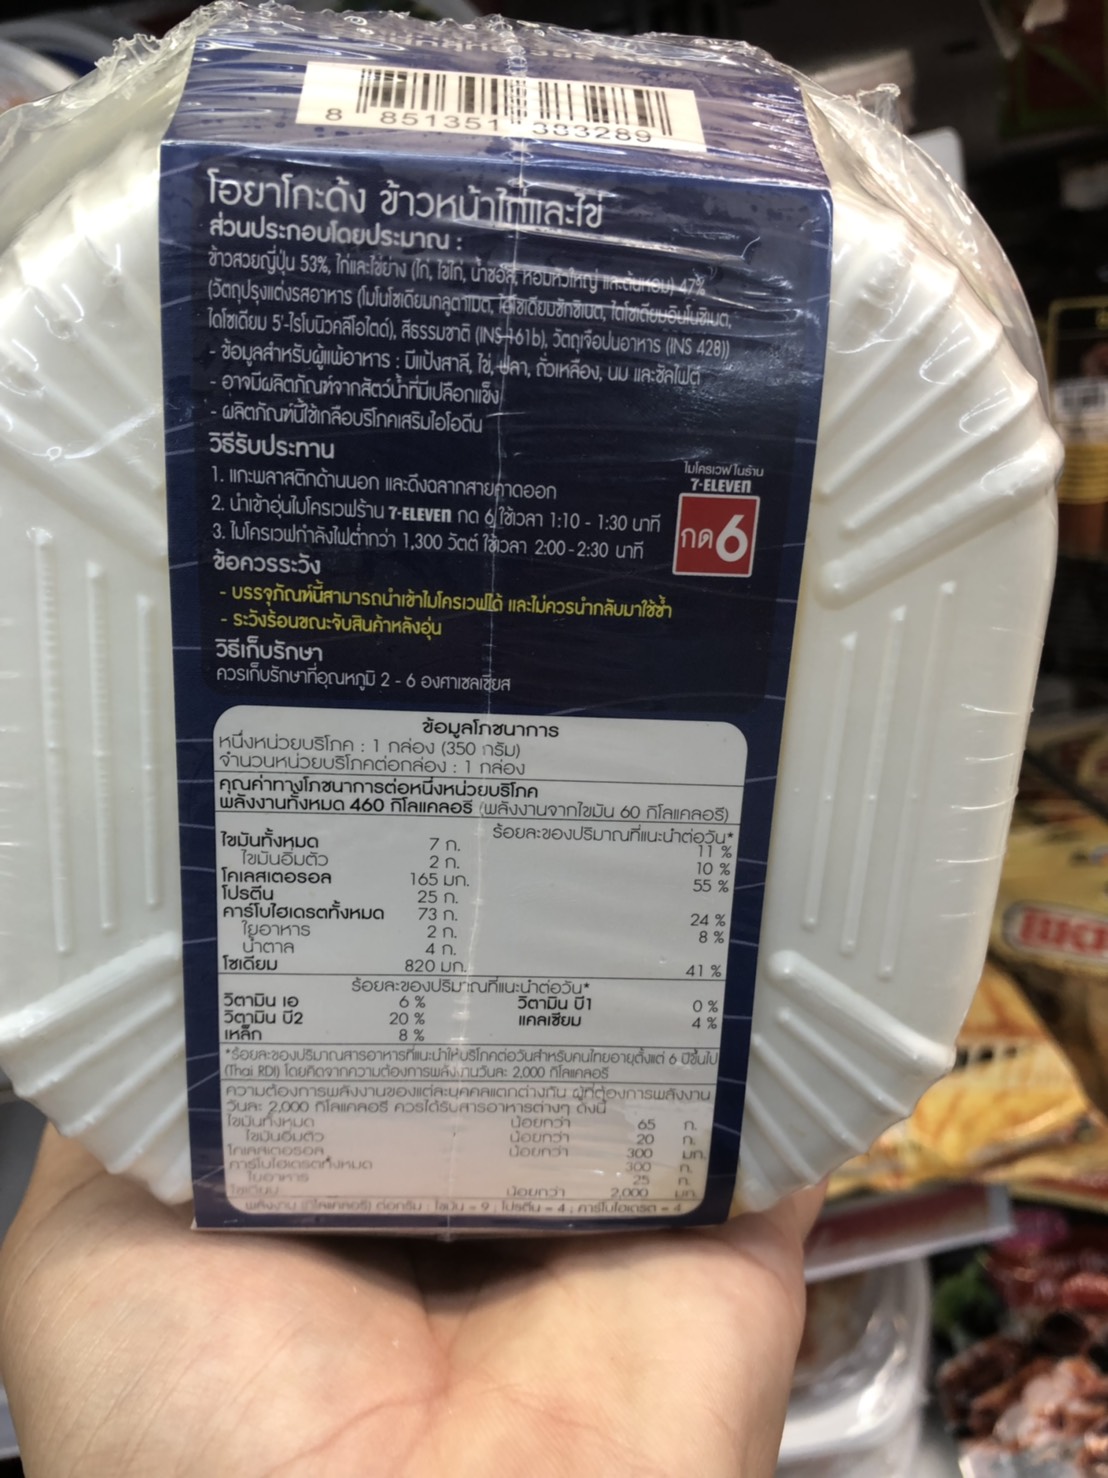 8 851351 333289
โอยาโกะด้ง ข้าวหน้าไก่และไข่
ส่วนประกอบโดยประมาณ :
ข้าวสวยญี่ปุ่น 53%, ไก่และไข่ย่าง (ไก่, ไข่ไก่, น้ำซอส, หอมหัวใหญ่ และต้นหอม) 47%
(วัตถุปรุงแต่งรสอาหาร (โมโนโซเดียมกลูตาเมต, ไดโซเดียมซักซิเนต, ไดโซเดียมอิโนซิเนต,
ไดโซเดียม 5'-ไรโบนิวคลีโอไตด์), สีธรรมชาติ (INS 161b), วัตถุเจือปนอาหาร (INS 428))
- ข้อมูลสำหรับผู้แพ้อาหาร : มีแป้งสาลี, ไข่, ปลา, ถั่วเหลือง, นม และซัลไฟต์
- อาจมีผลิตภัณฑ์จากสัตว์น้ำที่มีเปลือกแข็ง
- ผลิตภัณฑ์นี้ใช้เกลือบริโภคเสริมไอโอดีน
วิธีรับประทาน
1. แกะพลาสติกด้านนอก และดึงฉลากสายคาดออก
2. นำเข้าอุ่นไมโครเวฟร้าน 7-ELEVEn กด 6 ใช้เวลา 1:10 - 1:30 นาที
3. ไมโครเวฟกำลังไฟต่ำกว่า 1,300 วัตต์ ใช้เวลา 2:00 - 2:30 นาที
ไมโครเวฟในร้าน
7-ELEVEn
กด 6
ข้อควรระวัง
- บรรจุภัณฑ์นี้สามารถนำเข้าไมโครเวฟได้ และไม่ควรนำกลับมาใช้ซ้ำ
- ระวังร้อนขณะจับสินค้าหลังอุ่น
วิธีเก็บรักษา
ควรเก็บรักษาที่อุณหภูมิ 2 - 6 องศาเซลเซียส
ข้อมูลโภชนาการ
หนึ่งหน่วยบริโภค : 1 กล่อง (350 กรัม)
จำนวนหน่วยบริโภคต่อกล่อง : 1 กล่อง
คุณค่าทางโภชนาการต่อหนึ่งหน่วยบริโภค
พลังงานทั้งหมด 460 กิโลแคลอรี (พลังงานจากไขมัน 60 กิโลแคลอรี)
ร้อยละของปริมาณที่แนะนำต่อวัน*
ไขมันทั้งหมด 7 ก. 11 %
ไขมันอิ่มตัว 2 ก. 10 %
โคเลสเตอรอล 165 มก. 55 %
โปรตีน 25 ก.
คาร์โบไฮเดรตทั้งหมด 73 ก. 24 %
ใยอาหาร 2 ก. 8 %
น้ำตาล 4 ก.
โซเดียม 820 มก. 41 %
ร้อยละของปริมาณที่แนะนำต่อวัน*
วิตามิน เอ 6 % วิตามิน บี1 0 %
วิตามิน บี2 20 % แคลเซียม 4 %
เหล็ก 8 %
*ร้อยละของปริมาณสารอาหารที่แนะนำให้บริโภคต่อวันสำหรับคนไทยอายุตั้งแต่ 6 ปีขึ้นไป
(Thai RDI) โดยคิดจากความต้องการพลังงานวันละ 2,000 กิโลแคลอรี
ความต้องการพลังงานของแต่ละบุคคลแตกต่างกัน ผู้ที่ต้องการพลังงาน
วันละ 2,000 กิโลแคลอรี ควรได้รับสารอาหารต่างๆ ดังนี้
ไขมันทั้งหมด น้อยกว่า 65 ก.
ไขมันอิ่มตัว น้อยกว่า 20 ก.
โคเลสเตอรอล น้อยกว่า 300 มก.
คาร์โบไฮเดรตทั้งหมด 300 ก.
ใยอาหาร 25 ก.
โซเดียม น้อยกว่า 2,000 มก.
พลังงาน (กิโลแคลอรี) ต่อกรัม : ไขมัน = 9 ; โปรตีน = 4 ; คาร์โบไฮเดรต = 4